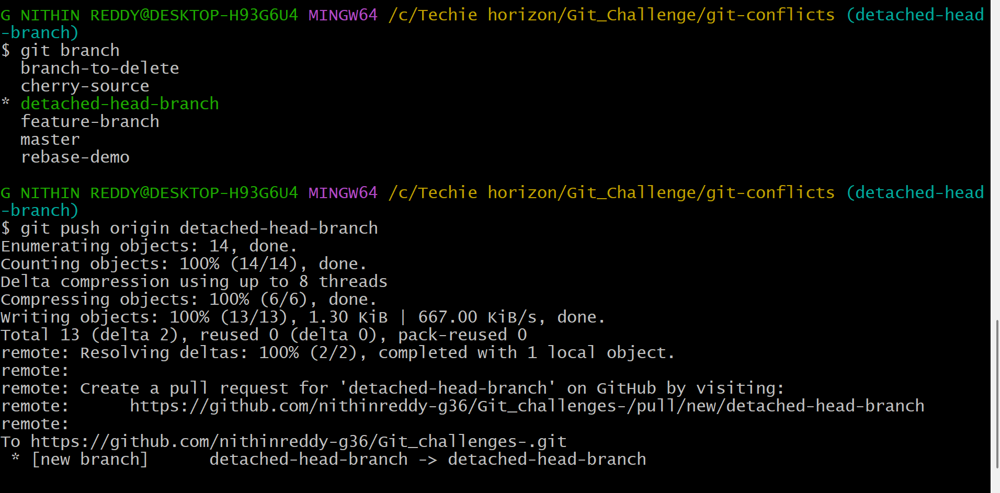 G NITHIN REDDY@DESKTOP-H93G6U4 MINGW64 /c/Techie horizon/Git_Challenge/git-conflicts (detached-head
-branch)
$ git branch
  branch-to-delete
  cherry-source
* detached-head-branch
  feature-branch
  master
  rebase-demo

G NITHIN REDDY@DESKTOP-H93G6U4 MINGW64 /c/Techie horizon/Git_Challenge/git-conflicts (detached-head
-branch)
$ git push origin detached-head-branch
Enumerating objects: 14, done.
Counting objects: 100% (14/14), done.
Delta compression using up to 8 threads
Compressing objects: 100% (6/6), done.
Writing objects: 100% (13/13), 1.30 KiB | 667.00 KiB/s, done.
Total 13 (delta 2), reused 0 (delta 0), pack-reused 0
remote: Resolving deltas: 100% (2/2), completed with 1 local object.
remote:
remote: Create a pull request for 'detached-head-branch' on GitHub by visiting:
remote:      https://github.com/nithinreddy-g36/Git_challenges-/pull/new/detached-head-branch
remote:
To https://github.com/nithinreddy-g36/Git_challenges-.git
 * [new branch]      detached-head-branch -> detached-head-branch